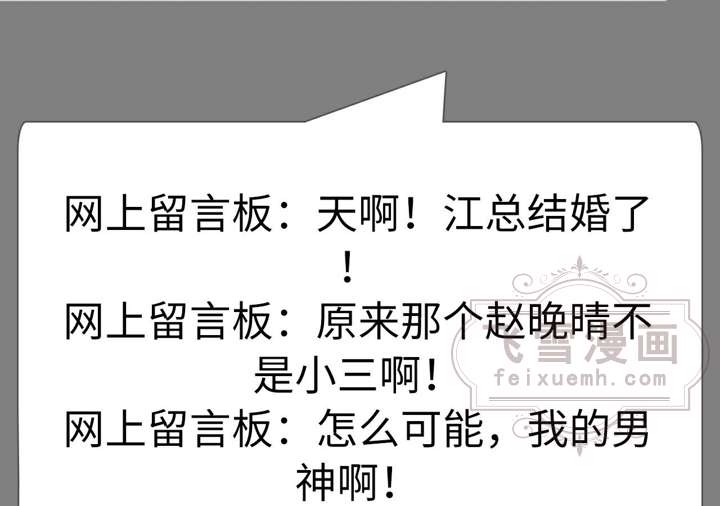 网上留言板：天啊！江总结婚了
！
网上留言板：原来那个赵晚晴不
是小三啊！
网上留言板：怎么可能，我的男
神啊！
飞雪漫画
feixuemh.com